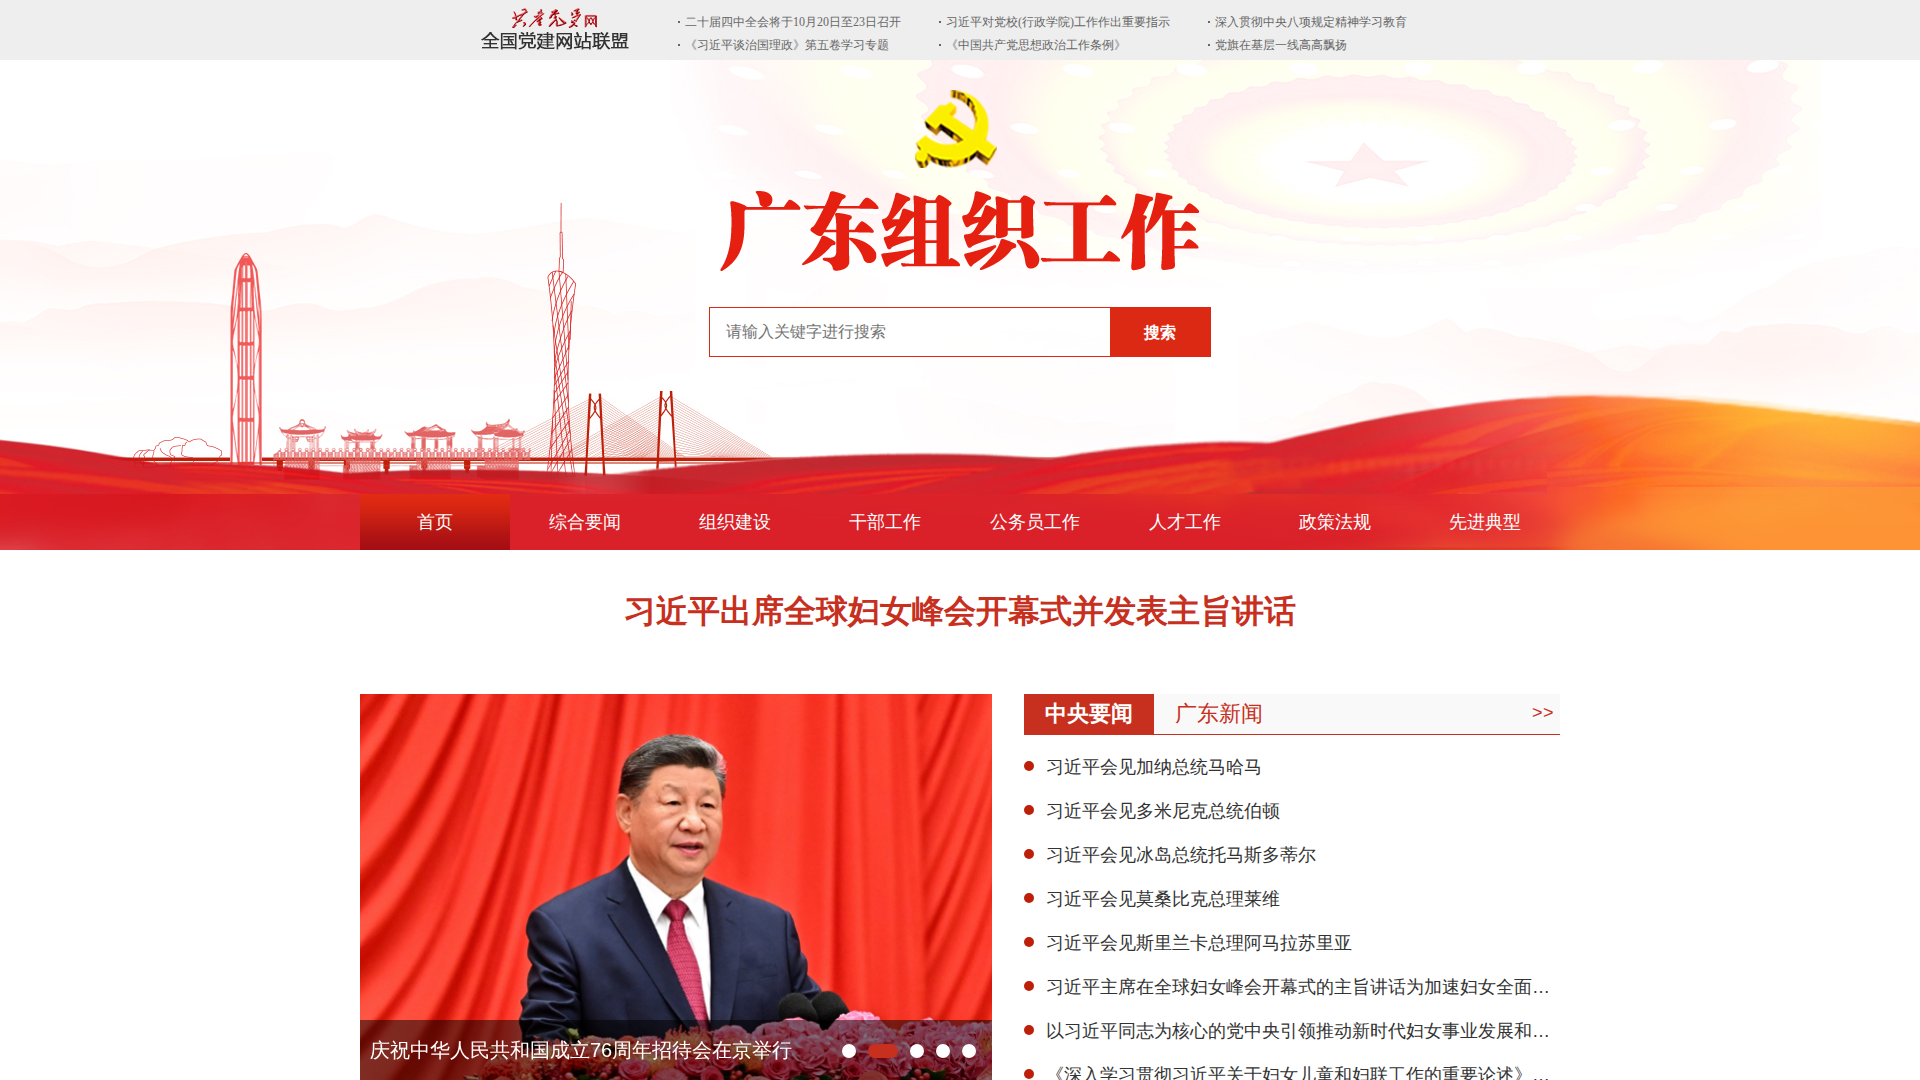 共产党员网
全国党建网站联盟
· 二十届四中全会将于10月20日至23日召开
· 习近平对党校(行政学院)工作作出重要指示
· 深入贯彻中央八项规定精神学习教育
· 《习近平谈治国理政》第五卷学习专题
· 《中国共产党思想政治工作条例》
· 党旗在基层一线高高飘扬
广东组织工作
请输入关键字进行搜索
搜索
首页 综合要闻 组织建设 干部工作 公务员工作 人才工作 政策法规 先进典型
习近平出席全球妇女峰会开幕式并发表主旨讲话
庆祝中华人民共和国成立76周年招待会在京举行
中央要闻 广东新闻 >>
习近平会见加纳总统马哈马
习近平会见多米尼克总统伯顿
习近平会见冰岛总统托马斯多蒂尔
习近平会见莫桑比克总理莱维
习近平会见斯里兰卡总理阿马拉苏里亚
习近平主席在全球妇女峰会开幕式的主旨讲话为加速妇女全面…
以习近平同志为核心的党中央引领推动新时代妇女事业发展和…
《深入学习贯彻习近平关于妇女儿童和妇联工作的重要论述》…